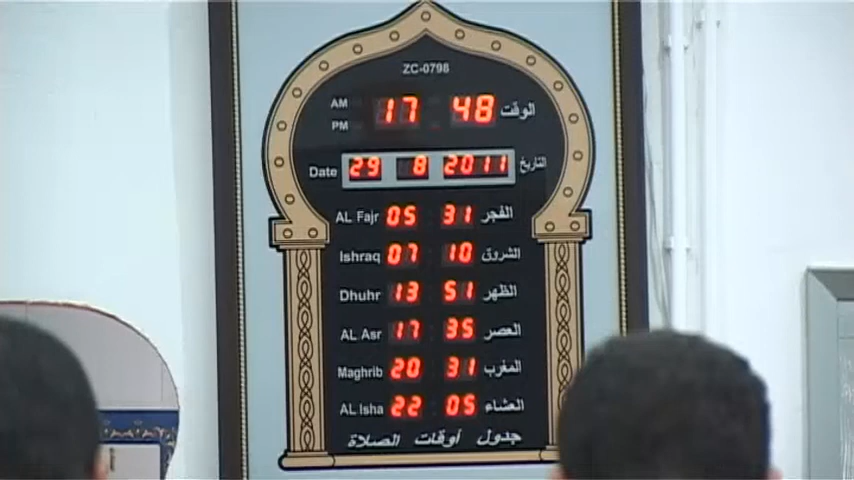 ZC-0798
AM
PM
17 48 الوقت
Date 29 8 2011 التاريخ
AL Fajr 05 31 الفجر
Ishraq 07 10 الشروق
Dhuhr 13 51 الظهر
AL Asr 17 35 العصر
Maghrib 20 31 المغرب
AL Isha 22 05 العشاء
جدول أوقات الصلاة